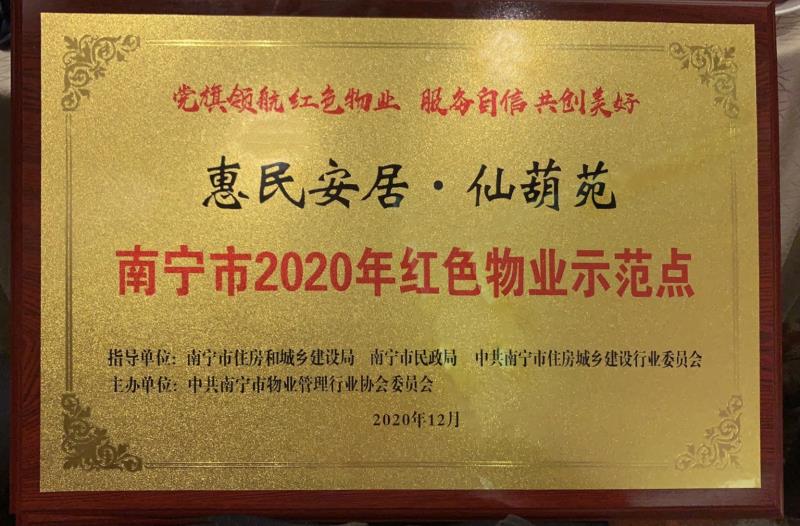 党旗领航 红色物业 服务自信 共创美好
惠民安居·仙葫苑
南宁市2020年红色物业示范点
指导单位：南宁市住房和城乡建设局 南宁市民政局 中共南宁市住房城乡建设行业委员会
主办单位：中共南宁市物业管理行业协会委员会
2020年12月